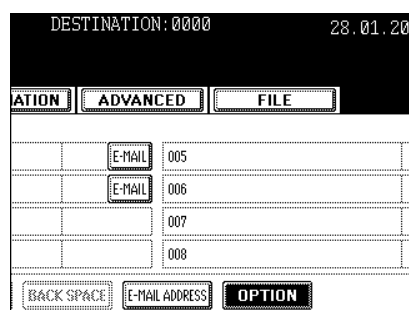 DESTINATION:0000 28.01.20
ATION ADVANCED FILE
E-MAIL 005
E-MAIL 006
007
008
BACK SPACE E-MAIL ADDRESS OPTION